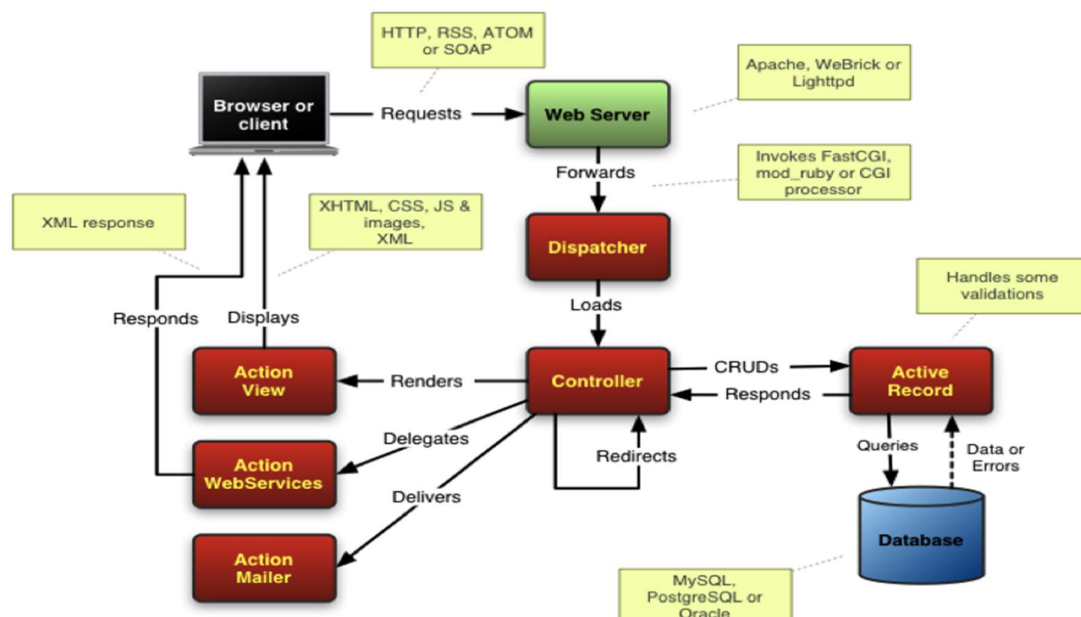 HTTP, RSS, ATOM
or SOAP
Apache, WeBrick or
Lighttpd
Browser or
client
Requests
Web Server
Invokes FastCGI,
mod_ruby or CGI
processor
Forwards
XML response
XHTML, CSS, JS &
images,
XML
Dispatcher
Handles some
validations
Responds
Displays
Loads
Action
View
Renders
Controller
CRUDs
Responds
Active
Record
Delegates
Redirects
Queries
Data or
Errors
Action
WebServices
Delivers
Action
Mailer
Database
MySQL,
PostgreSQL or
Oracle